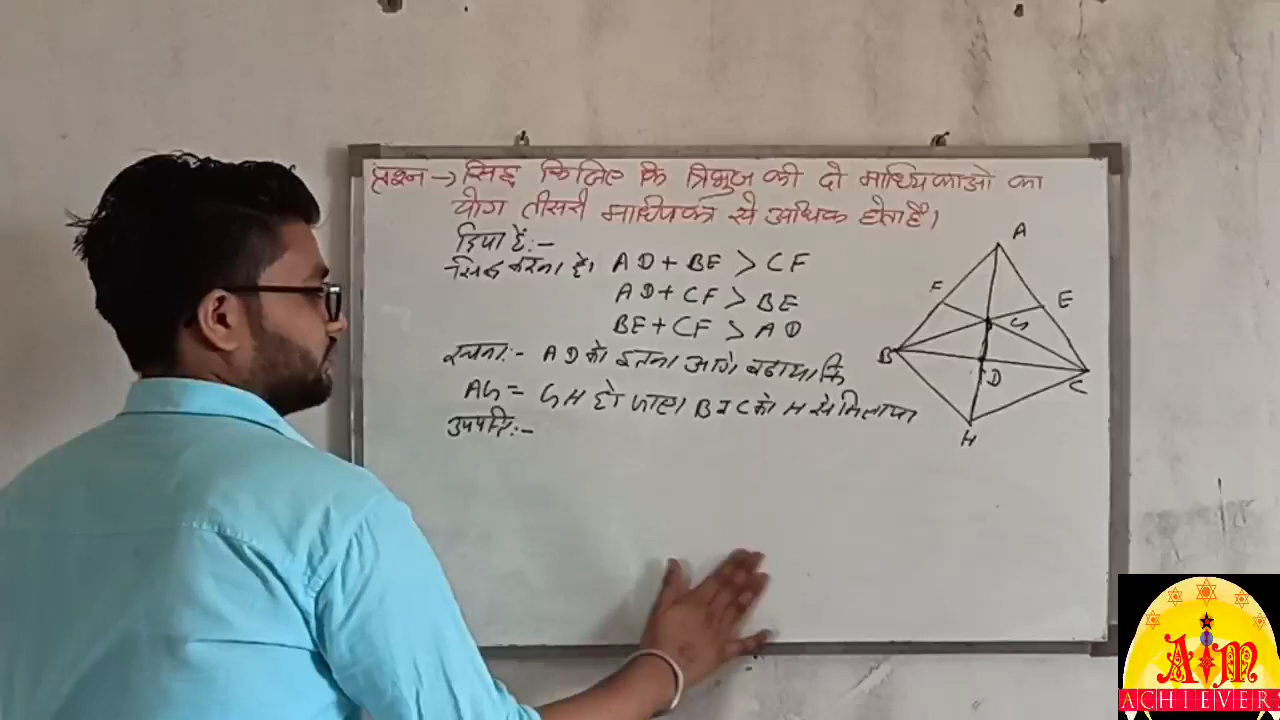 प्रश्न → सिद्ध किजिए कि त्रिभुज की दो माध्यिकाओ का
योग तीसरी माध्यिका से अधिक होता है।
दिया है:-
सिद्ध करना है। AD + BE > CF
AD + CF > BE
BE + CF > AD
रचना:- AD को इतना आगे बढाया कि
AG = GH हो जाए। B व C को H से मिलाया
उपपत्ति:-
A
F
E
G
B
D
C
H
AIM
ACHIEVERS